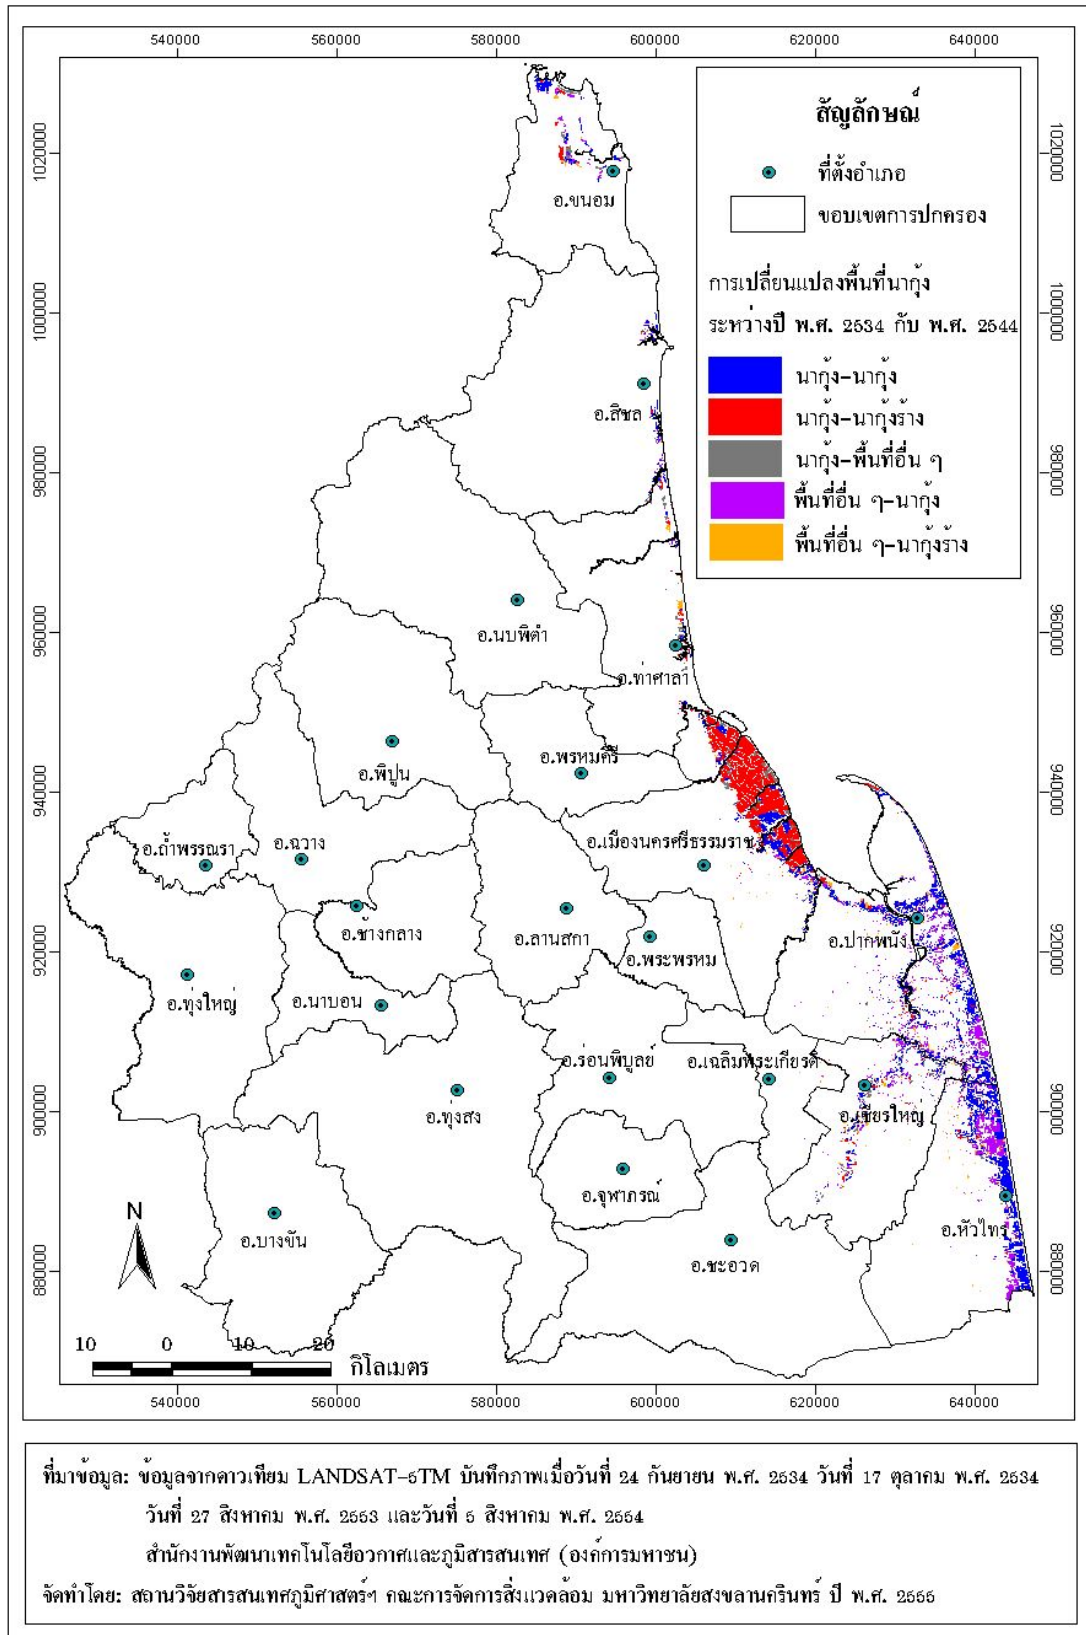 540000 560000 580000 600000 620000 640000
1020000 1020000
1000000 1000000
980000 980000
960000 960000
940000 940000
920000 920000
900000 900000
880000 880000
สัญลักษณ์
ที่ตั้งอำเภอ
ขอบเขตการปกครอง
การเปลี่ยนแปลงพื้นที่นากุ้ง
ระหว่างปี พ.ศ. 2534 กับ พ.ศ. 2544
นากุ้ง-นากุ้ง
นากุ้ง-นากุ้งร้าง
นากุ้ง-พื้นที่อื่น ๆ
พื้นที่อื่น ๆ-นากุ้ง
พื้นที่อื่น ๆ-นากุ้งร้าง
อ.ขนอม
อ.สิชล
อ.นบพิตำ
อ.ท่าศาลา
อ.พรหมคีรี
อ.พิปูน
อ.เมืองนครศรีธรรมราช
อ.ถ้ำพรรณรา
อ.ฉวาง
อ.ช้างกลาง
อ.ลานสกา
อ.พระพรหม
อ.ปากพนัง
อ.ทุ่งใหญ่
อ.นาบอน
อ.ร่อนพิบูลย์
อ.เฉลิมพระเกียรติ
อ.ทุ่งสง
อ.เชียรใหญ่
อ.จุฬาภรณ์
อ.บางขัน
อ.ชะอวด
อ.หัวไทร
N
10 0 10 20
กิโลเมตร
540000 560000 580000 600000 620000 640000
ที่มาข้อมูล: ข้อมูลจากดาวเทียม LANDSAT-5TM บันทึกภาพเมื่อวันที่ 24 กันยายน พ.ศ. 2534 วันที่ 17 ตุลาคม พ.ศ. 2534
วันที่ 27 สิงหาคม พ.ศ. 2553 และวันที่ 5 สิงหาคม พ.ศ. 2554
สำนักงานพัฒนาเทคโนโลยีอวกาศและภูมิสารสนเทศ (องค์การมหาชน)
จัดทำโดย: สถานวิจัยสารสนเทศภูมิศาสตร์ฯ คณะการจัดการสิ่งแวดล้อม มหาวิทยาลัยสงขลานครินทร์ ปี พ.ศ. 2555